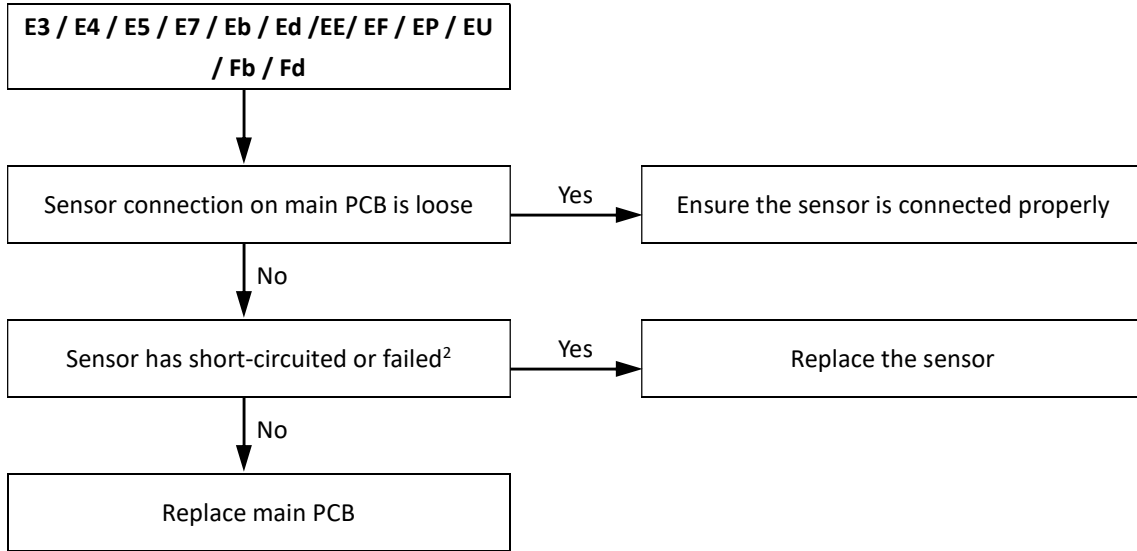 E3 / E4 / E5 / E7 / Eb / Ed /EE/ EF / EP / EU
/ Fb / Fd
Sensor connection on main PCB is loose
Yes
Ensure the sensor is connected properly
No
Sensor has short-circuited or failed²
Yes
Replace the sensor
No
Replace main PCB